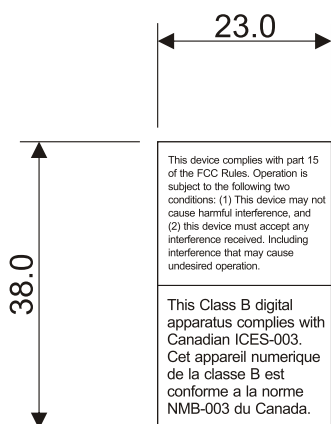 23.0
38.0
This device complies with part 15
of the FCC Rules. Operation is
subject to the following two
conditions: (1) This device may not
cause harmful interference, and
(2) this device must accept any
interference received. Including
interference that may cause
undesired operation.
This Class B digital
apparatus complies with
Canadian ICES-003.
Cet appareil numerique
de la classe B est
conforme a la norme
NMB-003 du Canada.